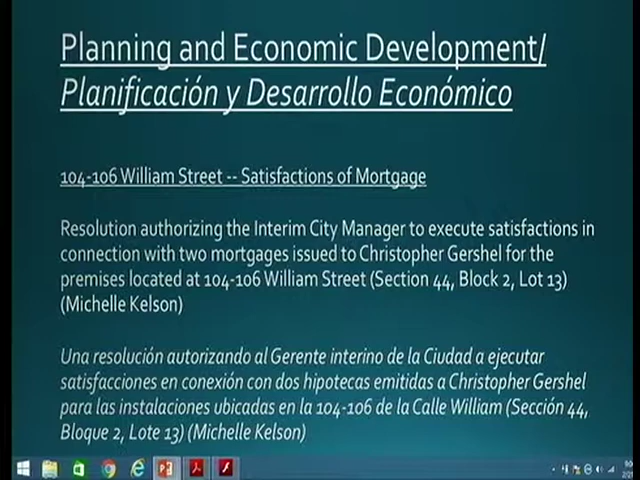 Planning and Economic Development/
Planificación y Desarrollo Económico
104-106 William Street -- Satisfactions of Mortgage
Resolution authorizing the Interim City Manager to execute satisfactions in
connection with two mortgages issued to Christopher Gershel for the
premises located at 104-106 William Street (Section 44, Block 2, Lot 13)
(Michelle Kelson)
Una resolución autorizando al Gerente interino de la Ciudad a ejecutar
satisfacciones en conexión con dos hipotecas emitidas a Christopher Gershel
para las instalaciones ubicadas en la 104-106 de la Calle William (Sección 44,
Bloque 2, Lote 13) (Michelle Kelson)